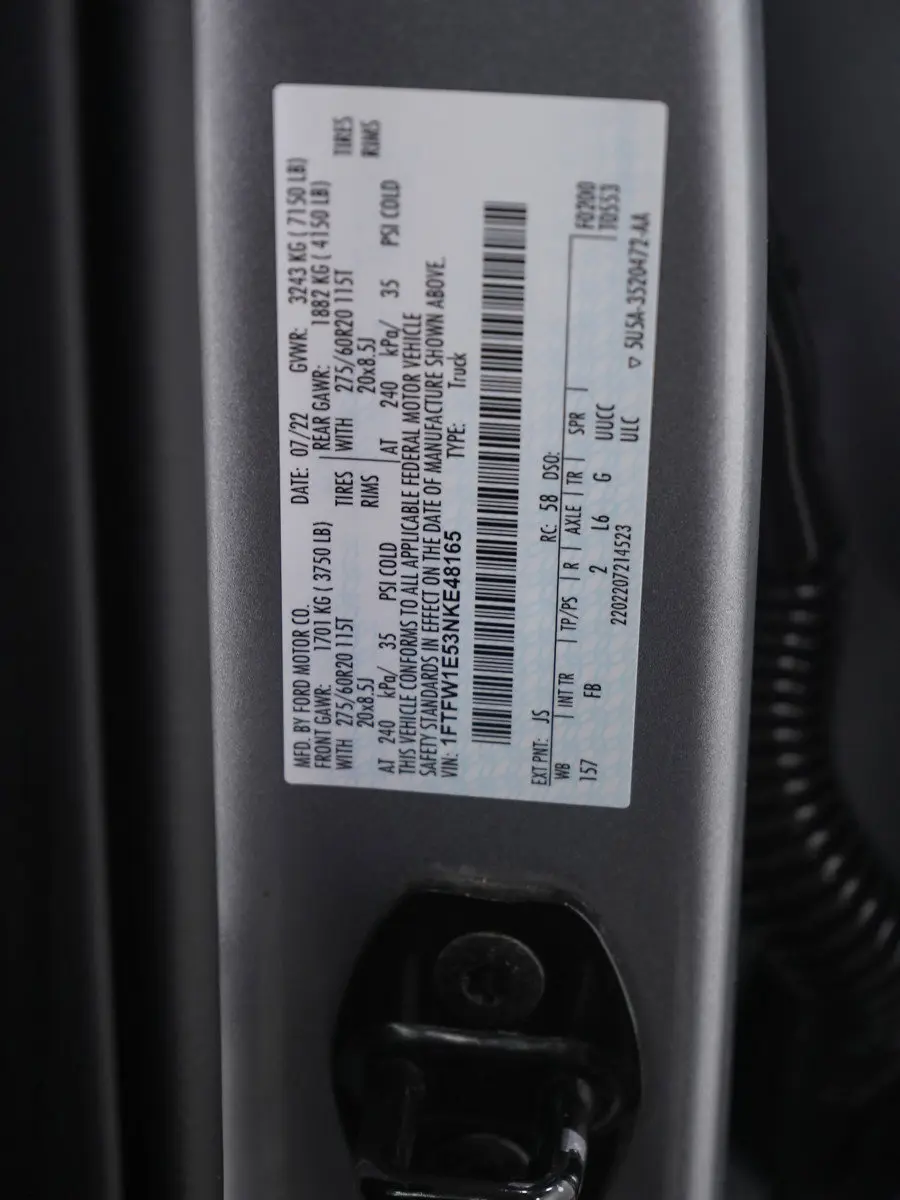 MFD. BY FORD MOTOR CO. DATE: 07/22 GVWR: 3243 KG ( 7150 LB)
FRONT GAWR: 1701 KG ( 3750 LB) REAR GAWR: 1882 KG ( 4150 LB)
WITH 275/60R20 115T TIRES WITH 275/60R20 115T TIRES
20x8.5J RIMS 20x8.5J RIMS
AT 240 kPa/ 35 PSI COLD AT 240 kPa/ 35 PSI COLD
THIS VEHICLE CONFORMS TO ALL APPLICABLE FEDERAL MOTOR VEHICLE
SAFETY STANDARDS IN EFFECT ON THE DATE OF MANUFACTURE SHOWN ABOVE.
VIN: 1FTFW1E53NKE48165 TYPE: Truck
EXT PNT: JS RC: 58 DSO: F0200
WB INT TR TP/PS R AXLE TR SPR T0553
157 FB 2 L6 G UUCC
2202207214523 ULC
▽ 5U5A-3520472-AA